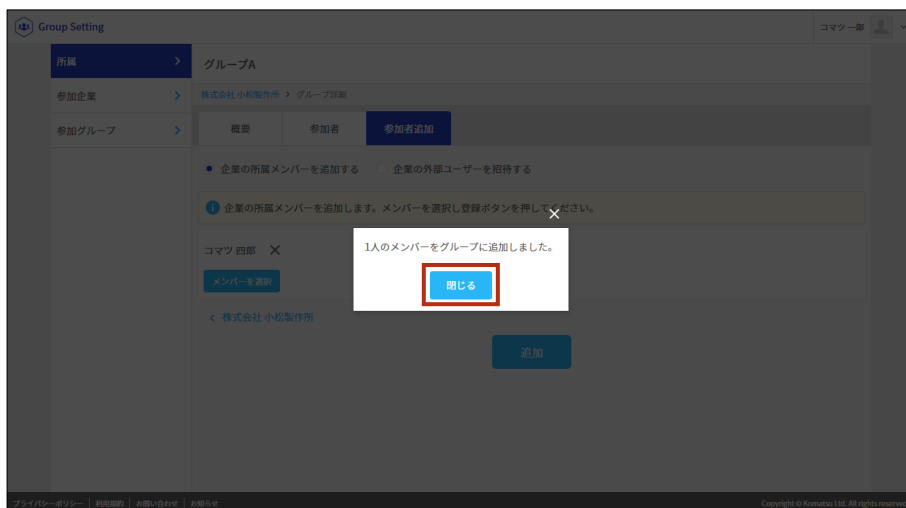 Group Setting
コマツ 一郎
所属
参加企業
参加グループ
グループA
株式会社 小松製作所 > グループ詳細
概要
参加者
参加者追加
企業の所属メンバーを追加する
企業の外部ユーザーを招待する
企業の所属メンバーを追加します。メンバーを選択し登録ボタンを押してください。
1人のメンバーをグループに追加しました。
閉じる
コマツ 四郎
メンバーを選択
株式会社 小松製作所
追加
プライバシーポリシー | 利用規約 | お問い合わせ | お知らせ
Copyright © Komatsu Ltd. All rights reserved